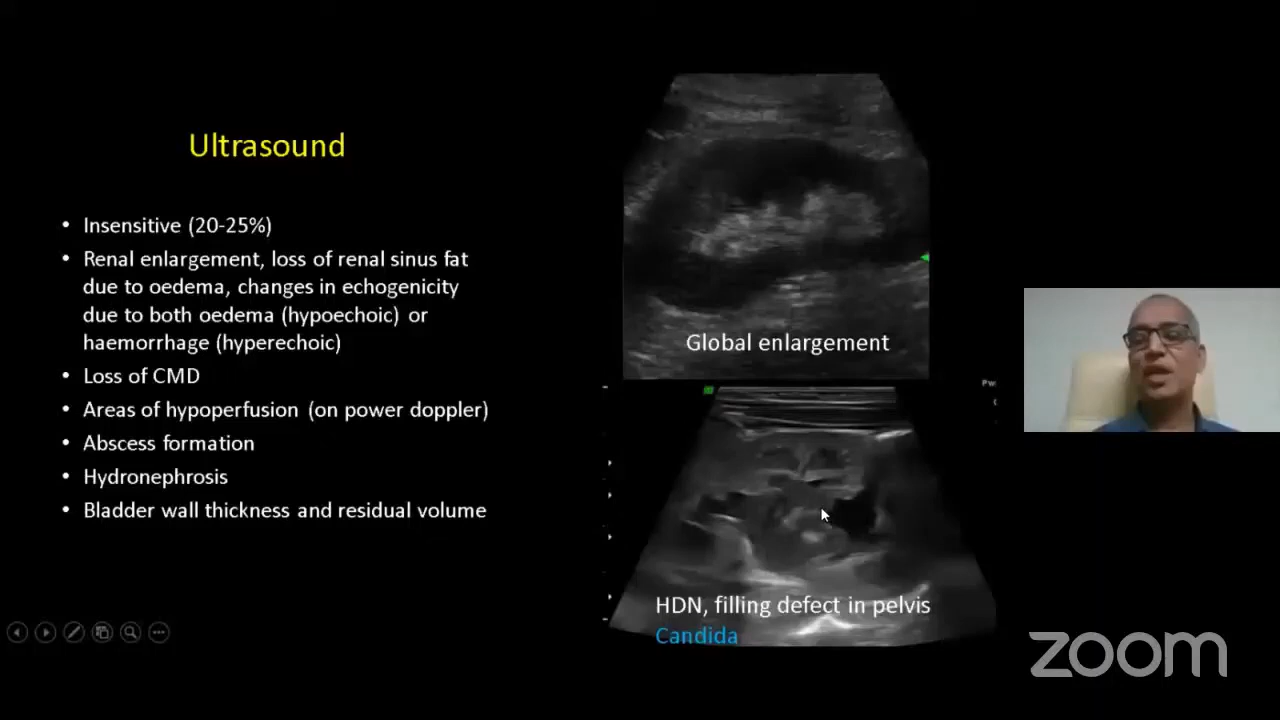 Ultrasound
• Insensitive (20-25%)
• Renal enlargement, loss of renal sinus fat
due to oedema, changes in echogenicity
due to both oedema (hypoechoic) or
haemorrhage (hyperechoic)
• Loss of CMD
• Areas of hypoperfusion (on power doppler)
• Abscess formation
• Hydronephrosis
• Bladder wall thickness and residual volume
Global enlargement
HDN, filling defect in pelvis
Candida
zoom